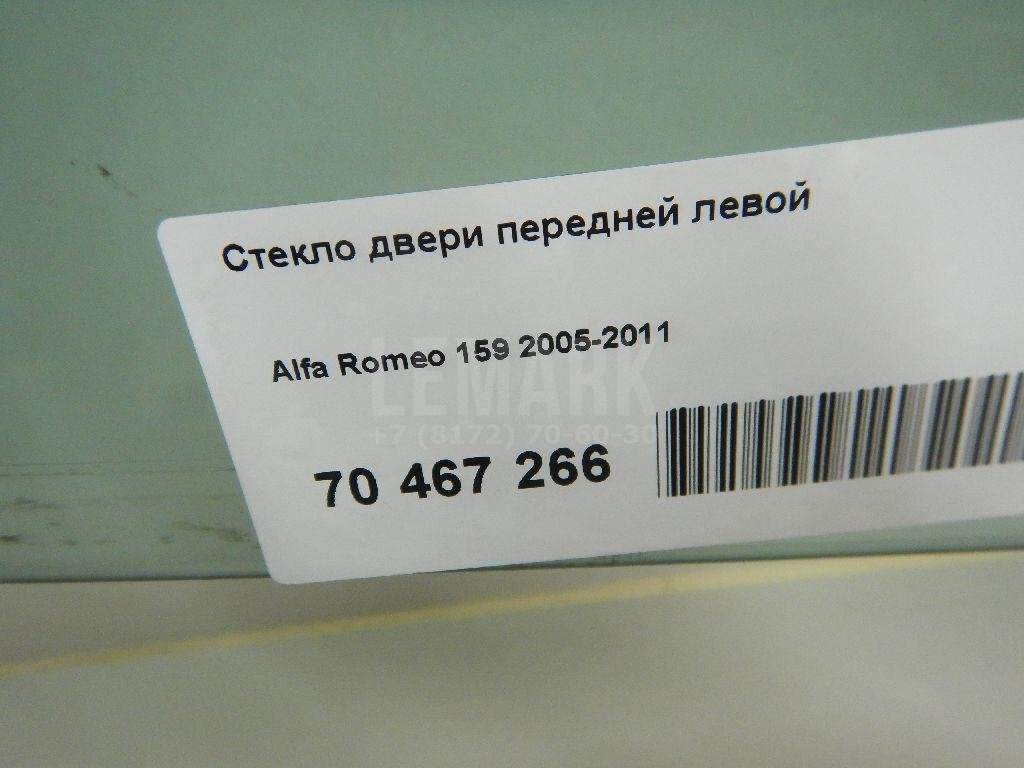 Стекло двери передней левой
Alfa Romeo 159 2005-2011
LEMARK
+7 (8172) 70-60-30
70 467 266